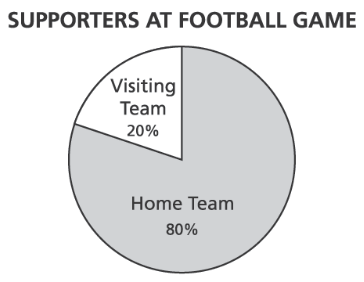 SUPPORTERS AT FOOTBALL GAME
Visiting
Team
20%
Home Team
80%